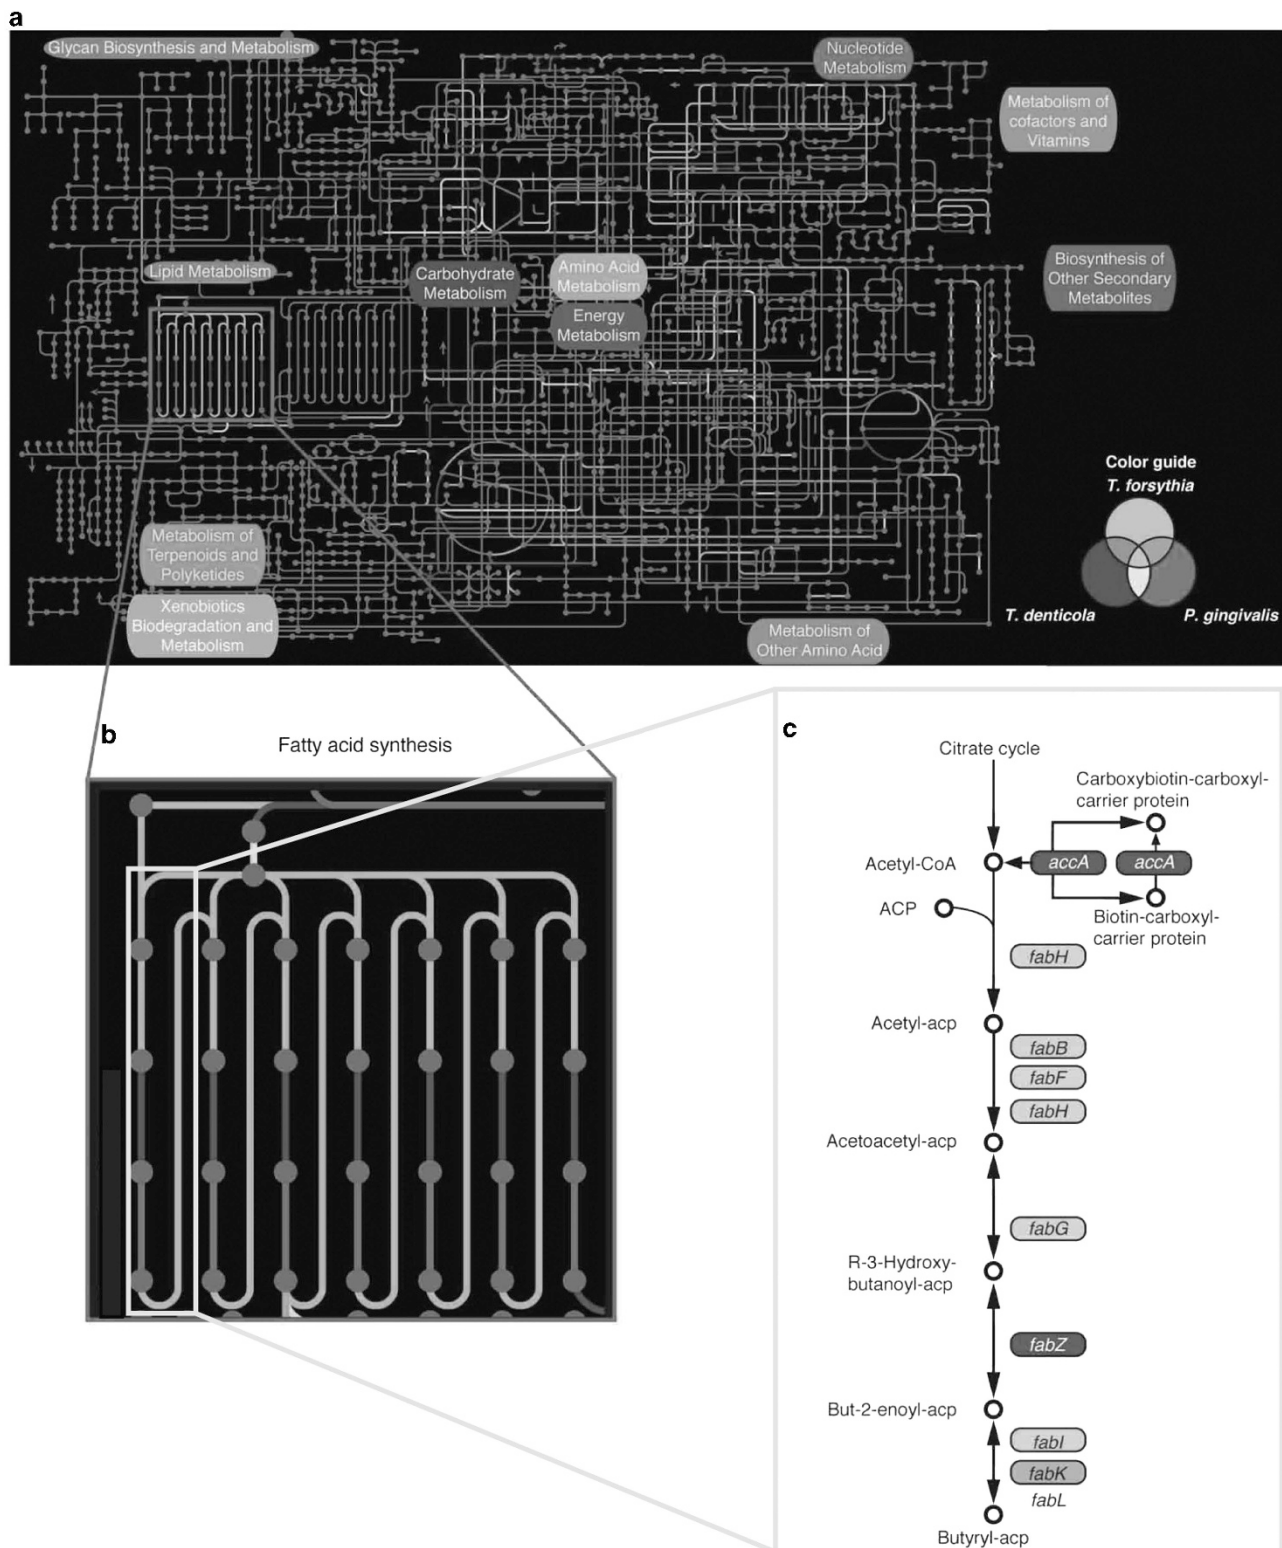 a
Glycan Biosynthesis and Metabolism
Nucleotide
Metabolism
Metabolism of
cofactors and
Vitamins
Lipid Metabolism
Carbohydrate
Metabolism
Amino Acid
Metabolism
Energy
Metabolism
Biosynthesis of
Other Secondary
Metabolites
Color guide
T. forsythia
T. denticola
P. gingivalis
Metabolism of
Terpenoids and
Polyketides
Xenobiotics
Biodegradation and
Metabolism
Metabolism of
Other Amino Acid
b
Fatty acid synthesis
c
Citrate cycle
Carboxybiotin-carboxyl-
carrier protein
Acetyl-CoA
accA
accA
ACP
Biotin-carboxyl-
carrier protein
fabH
Acetyl-acp
fabB
fabF
fabH
Acetoacetyl-acp
fabG
R-3-Hydroxy-
butanoyl-acp
fabZ
But-2-enoyl-acp
fabI
fabK
fabL
Butyryl-acp